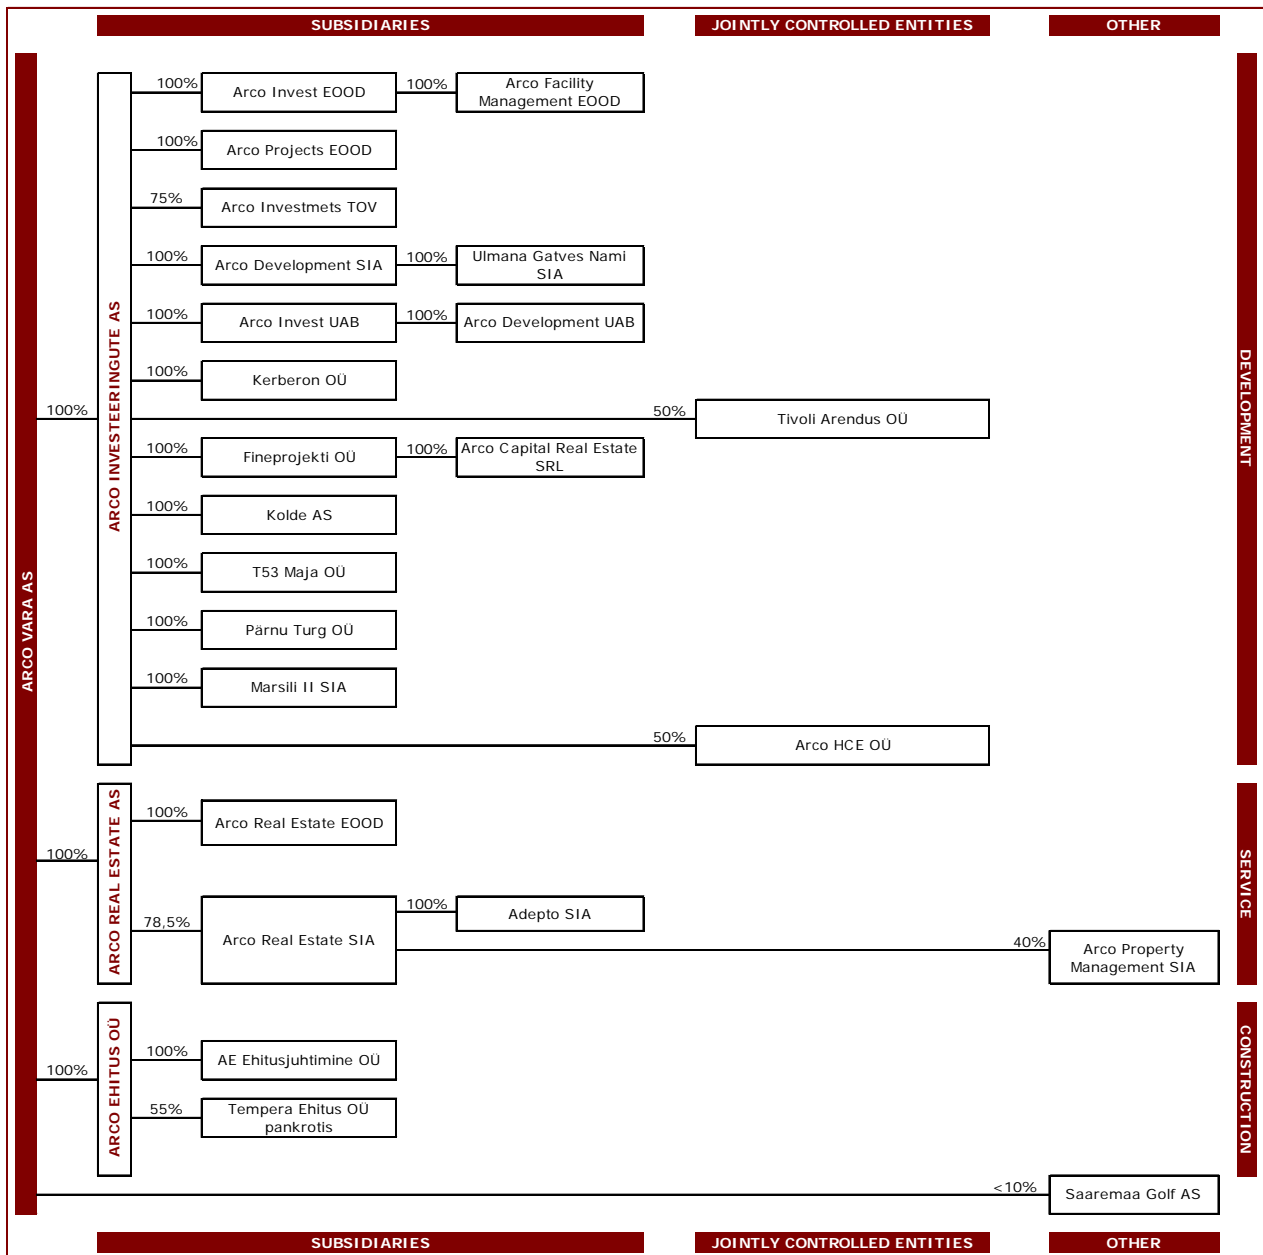 SUBSIDIARIES
JOINTLY CONTROLLED ENTITIES
OTHER
ARCO VARA AS
100%
ARCO INVESTEERINGUTE AS
100%
Arco Invest EOOD
100%
Arco Facility
Management EOOD
100%
Arco Projects EOOD
75%
Arco Investmets TOV
100%
Arco Development SIA
100%
Ulmana Gatves Nami
SIA
100%
Arco Invest UAB
100%
Arco Development UAB
100%
Kerberon OÜ
50%
Tivoli Arendus OÜ
100%
Fineprojekti OÜ
100%
Arco Capital Real Estate
SRL
100%
Kolde AS
100%
T53 Maja OÜ
100%
Pärnu Turg OÜ
100%
Marsili II SIA
50%
Arco HCE OÜ
DEVELOPMENT
100%
ARCO REAL ESTATE AS
100%
Arco Real Estate EOOD
78,5%
Arco Real Estate SIA
100%
Adepto SIA
40%
Arco Property
Management SIA
SERVICE
100%
ARCO EHITUS OÜ
100%
AE Ehitusjuhtimine OÜ
55%
Tempera Ehitus OÜ
pankrotis
CONSTRUCTION
<10%
Saaremaa Golf AS
SUBSIDIARIES
JOINTLY CONTROLLED ENTITIES
OTHER